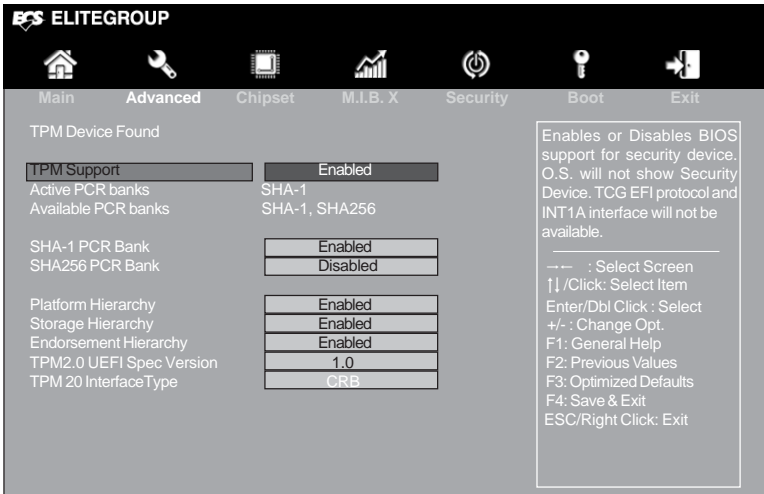 ECS ELITEGROUP
Main Advanced Chipset M.I.B. X Security Boot Exit
TPM Device Found
TPM Support Enabled
Active PCR banks SHA-1
Available PCR banks SHA-1, SHA256
SHA-1 PCR Bank Enabled
SHA256 PCR Bank Disabled
Platform Hierarchy Enabled
Storage Hierarchy Enabled
Endorsement Hierarchy Enabled
TPM2.0 UEFI Spec Version 1.0
TPM 20 InterfaceType CRB
Enables or Disables BIOS
support for security device.
O.S. will not show Security
Device. TCG EFI protocol and
INT1A interface will not be
available.
→← : Select Screen
↑↓/Click: Select Item
Enter/Dbl Click : Select
+/- : Change Opt.
F1: General Help
F2: Previous Values
F3: Optimized Defaults
F4: Save & Exit
ESC/Right Click: Exit